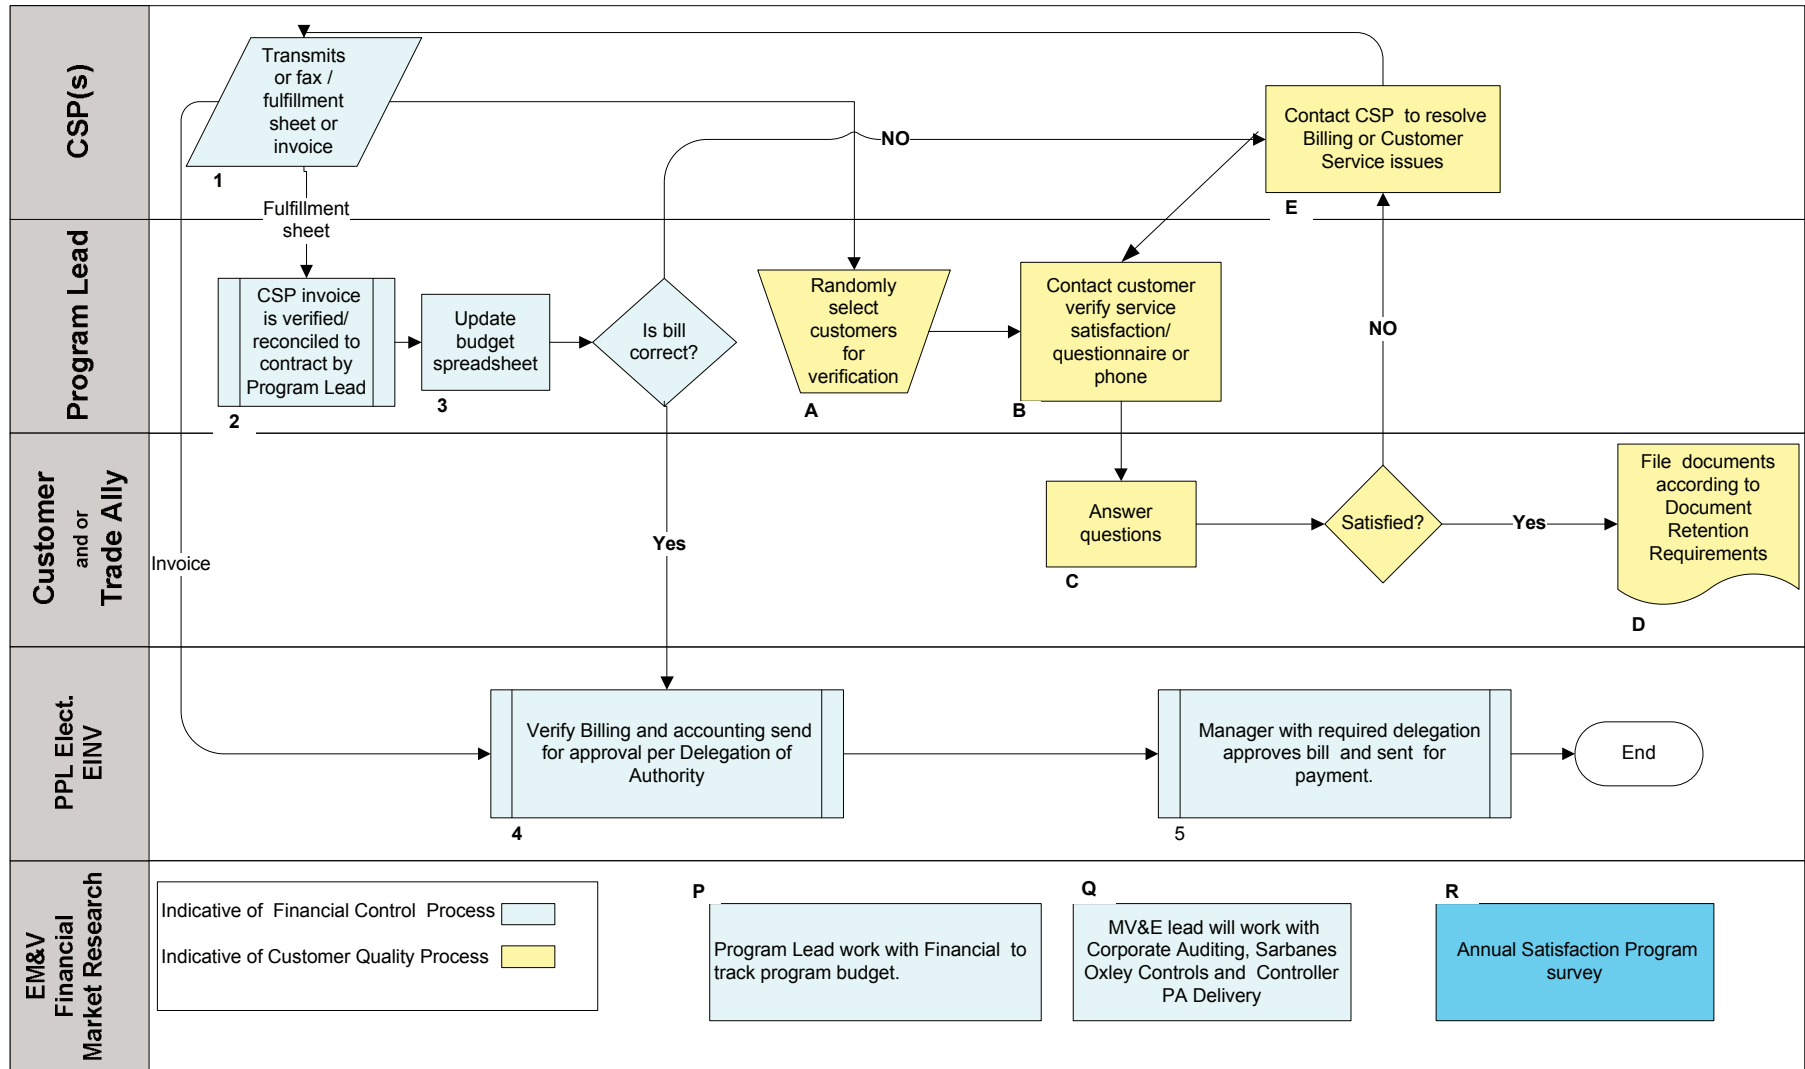 CSP(s)
Transmits
or fax /
fulfillment
sheet or
invoice
1
Fulfillment
sheet
NO
Contact CSP to resolve
Billing or Customer
Service issues
E
Program Lead
CSP invoice
is verified/
reconciled to
contract by
Program Lead
2
Update
budget
spreadsheet
3
Is bill
correct?
Randomly
select
customers
for
verification
A
Contact customer
verify service
satisfaction/
questionnaire or
phone
B
NO
Customer
and or
Trade Ally
Invoice
Yes
Answer
questions
C
Satisfied?
Yes
File documents
according to
Document
Retention
Requirements
D
PPL Elect.
EINV
Verify Billing and accounting send
for approval per Delegation of
Authority
4
Manager with required delegation
approves bill and sent for
payment.
5
End
EM&V
Financial
Market Research
Indicative of Financial Control Process
Indicative of Customer Quality Process
P
Program Lead work with Financial to
track program budget.
Q
MV&E lead will work with
Corporate Auditing, Sarbanes
Oxley Controls and Controller
PA Delivery
R
Annual Satisfaction Program
survey